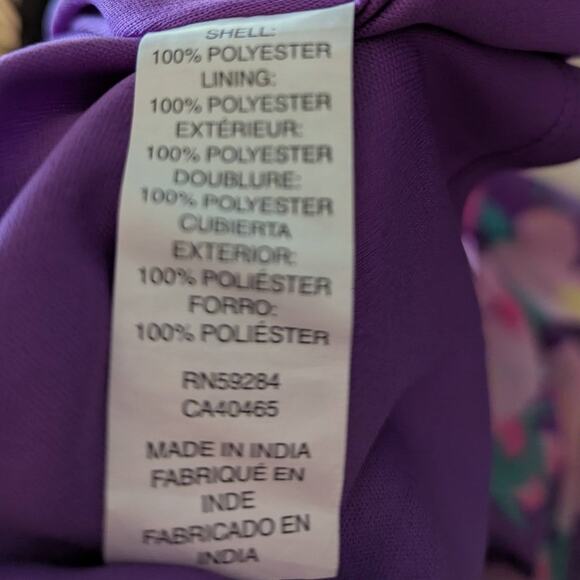 SHELL:
100% POLYESTER
LINING:
100% POLYESTER
EXTÉRIEUR:
100% POLYESTER
DOUBLURE:
100% POLYESTER
CUBIERTA
EXTERIOR:
100% POLIÉSTER
FORRO:
100% POLIÉSTER
RN59284
CA40465
MADE IN INDIA
FABRIQUÉ EN
INDE
FABRICADO EN
INDIA